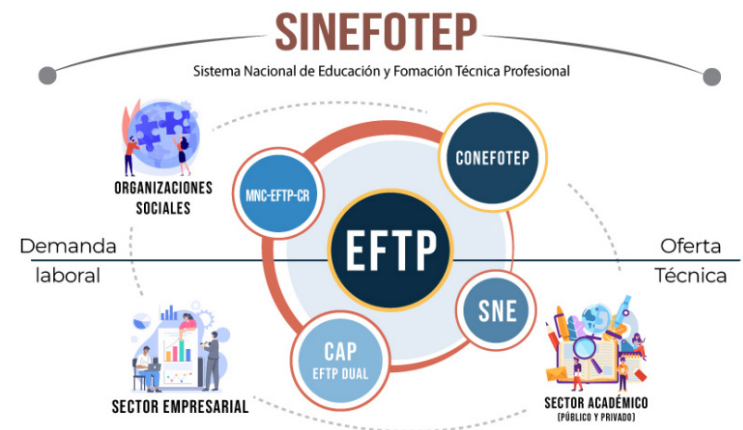 SINEFOTEP
Sistema Nacional de Educación y Fomación Técnica Profesional
ORGANIZACIONES
SOCIALES
MNC-EFTP-CR
CONEFOTEP
Demanda
laboral
EFTP
Oferta
Técnica
SNE
CAP
EFTP DUAL
SECTOR EMPRESARIAL
SECTOR ACADÉMICO
(PÚBLICO Y PRIVADO)